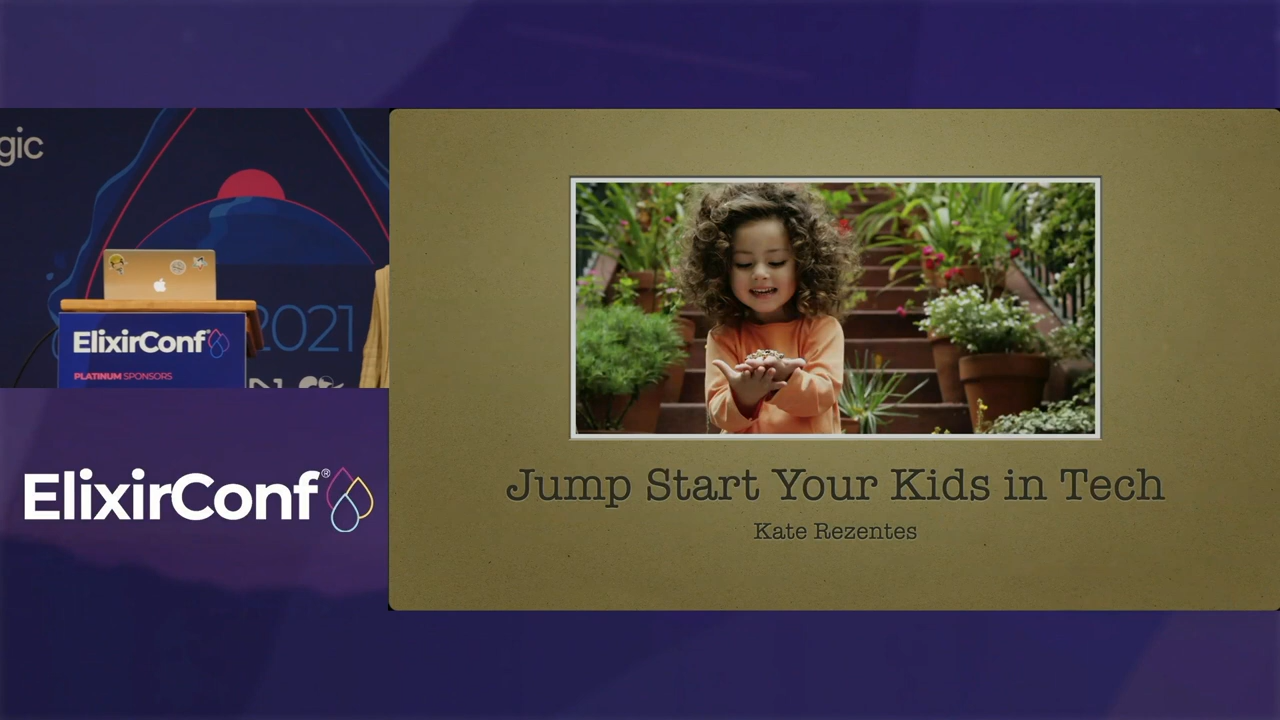 gic
2021
ElixirConf
PLATINUM SPONSORS
ElixirConf®
Jump Start Your Kids in Tech
Kate Rezentes